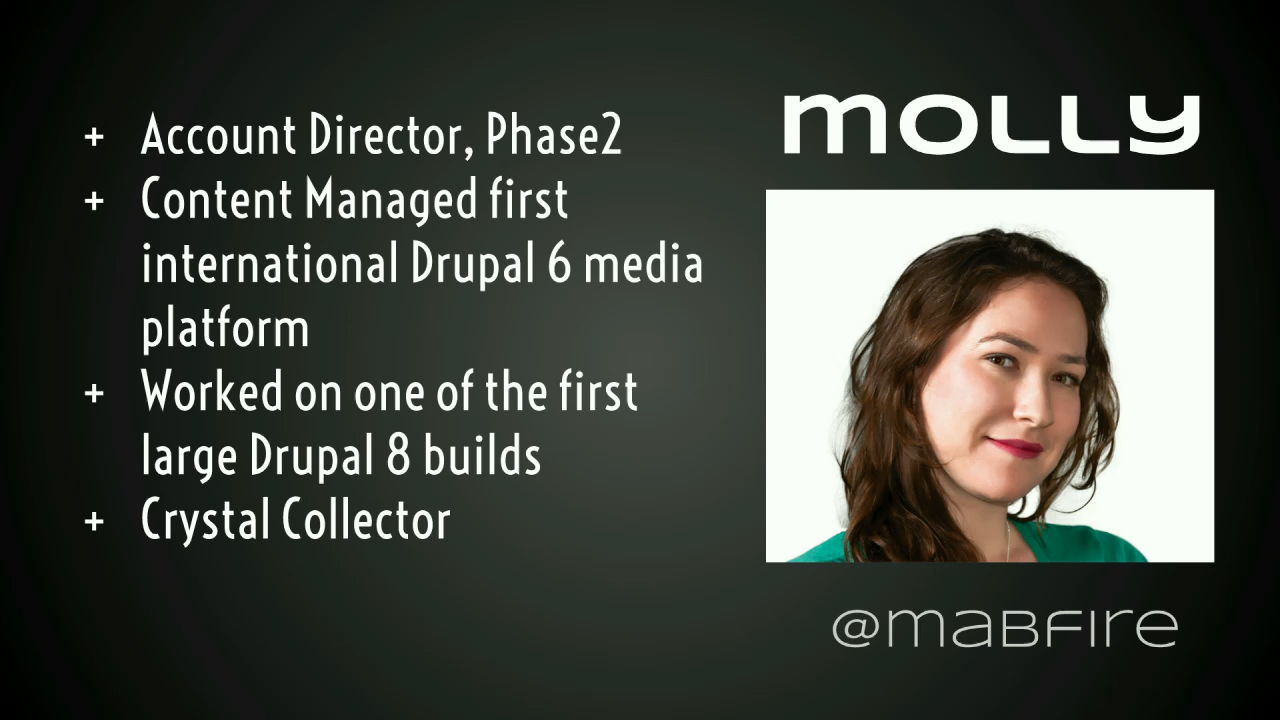 MOLLY
+ Account Director, Phase2
+ Content Managed first
international Drupal 6 media
platform
+ Worked on one of the first
large Drupal 8 builds
+ Crystal Collector
@mabfire